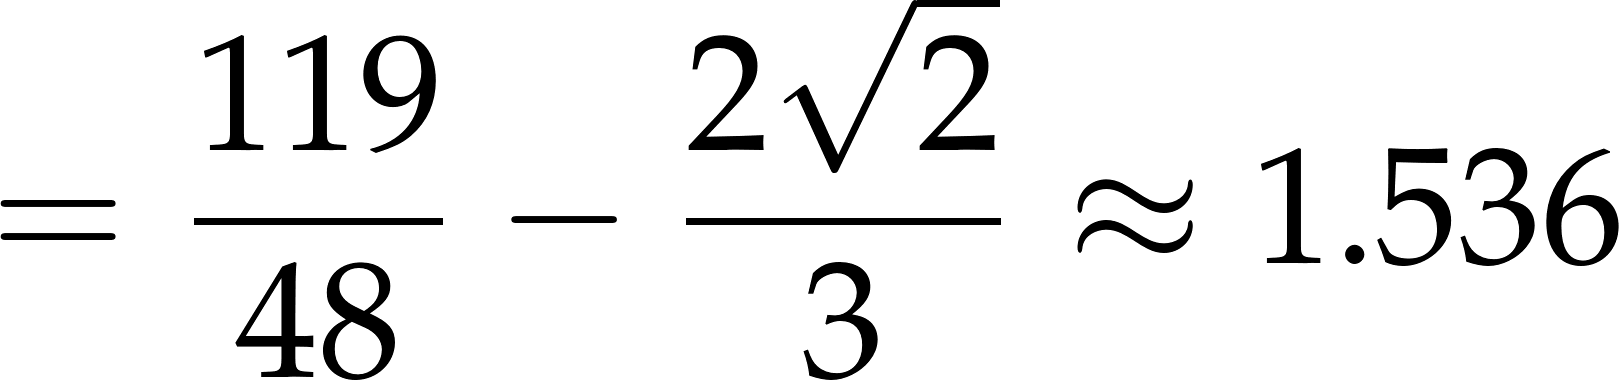 = 119/48 − 2√2/3 ≈ 1.536